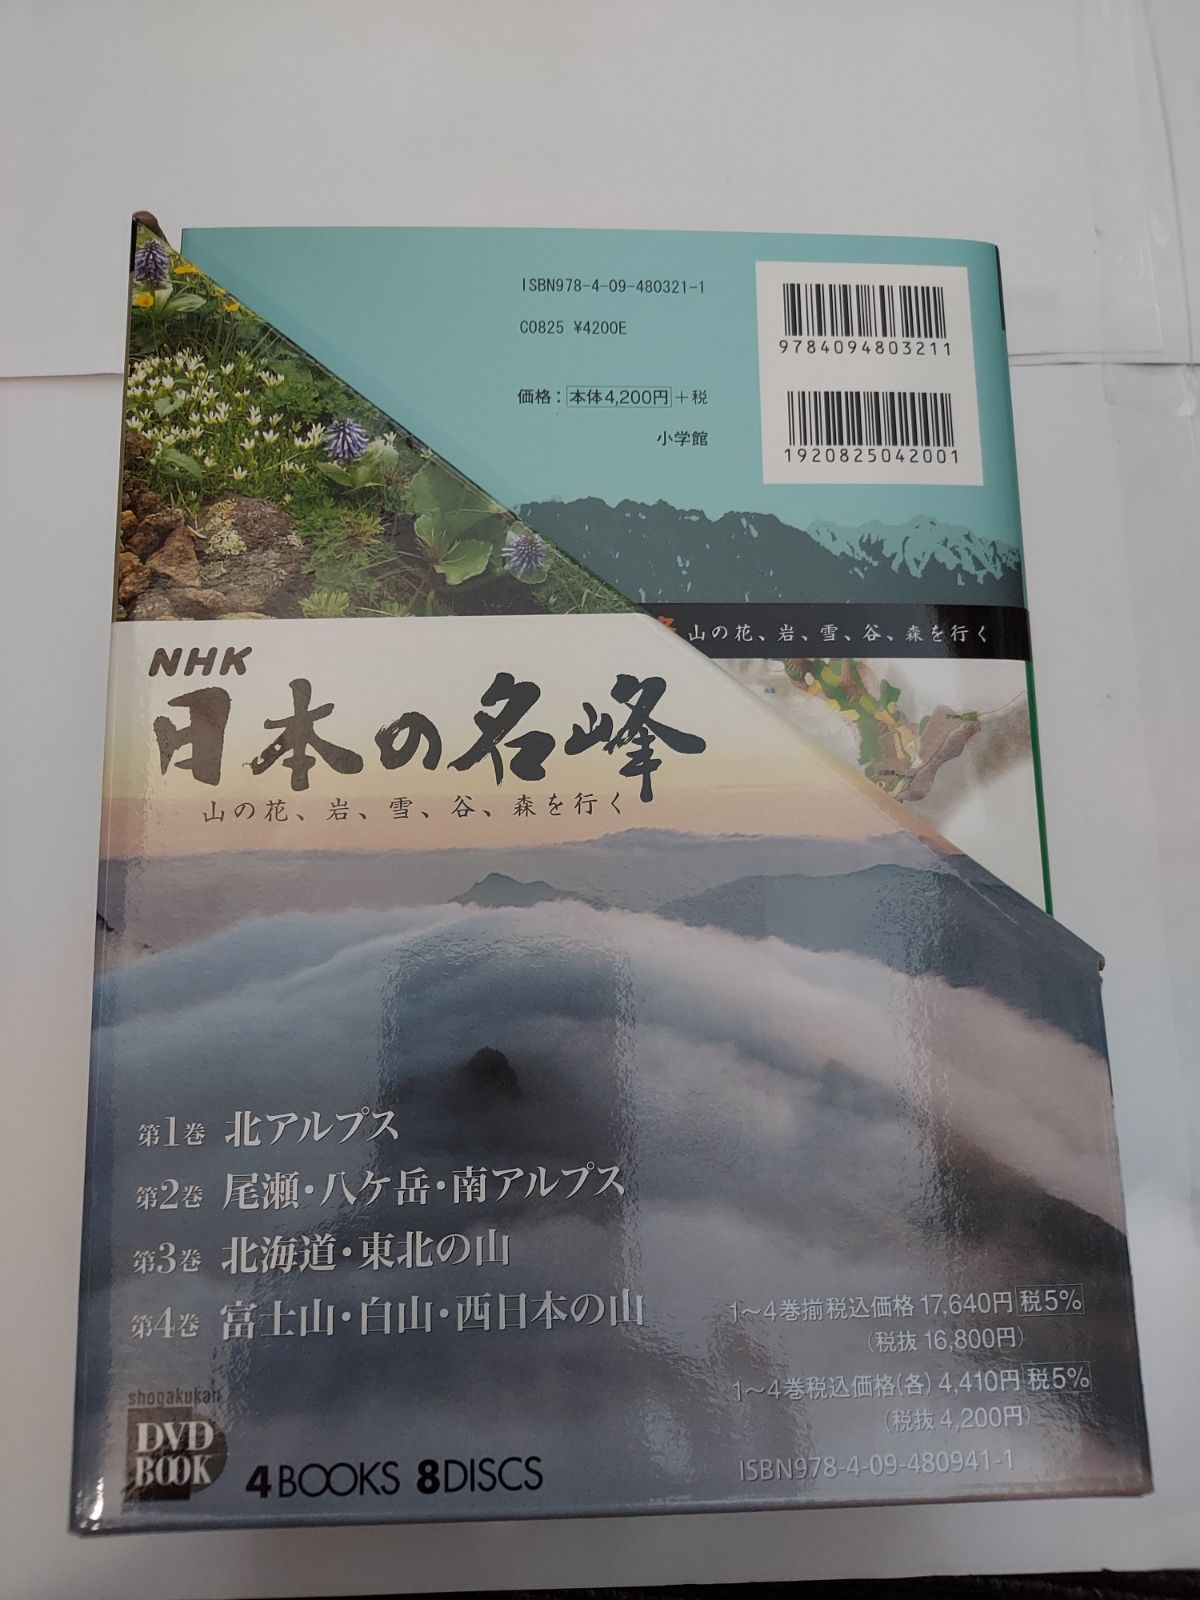 ISBN978-4-09-480321-1
C0825 ¥4200E
価格：本体4,200円＋税
小学館
9784094803211
1920825042001
峰 山の花、岩、雪、谷、森を行く
NHK
日本の名峰
山の花、岩、雪、谷、森を行く
第1巻 北アルプス
第2巻 尾瀬・八ケ岳・南アルプス
第3巻 北海道・東北の山
第4巻 富士山・白山・西日本の山
1〜4巻揃税込価格 17,640円 税5%
（税抜 16,800円）
1〜4巻税込価格（各）4,410円 税5%
（税抜 4,200円）
ISBN978-4-09-480941-1
shogakukan
DVD
BOOK
4BOOKS 8DISCS